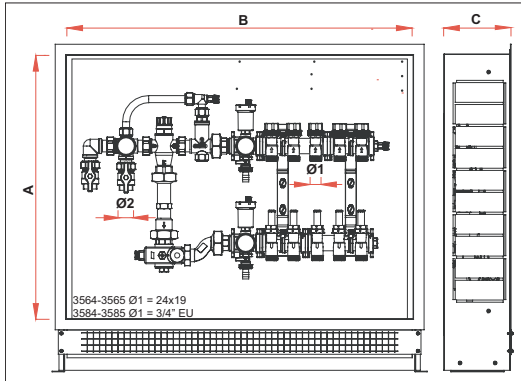 B
C
A
Ø1
Ø2
3564-3565 Ø1 = 24x19
3584-3585 Ø1 = 3/4" EU